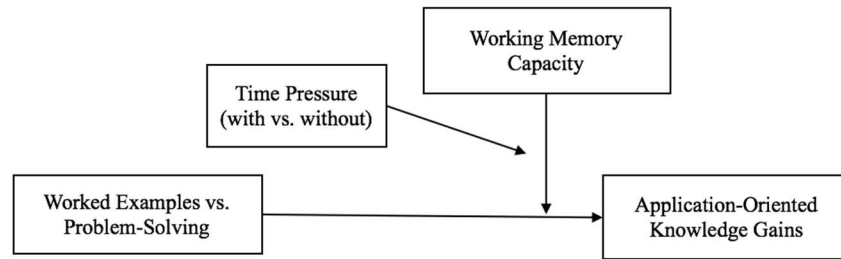 Working Memory
Capacity
Time Pressure
(with vs. without)
Worked Examples vs.
Problem-Solving
Application-Oriented
Knowledge Gains